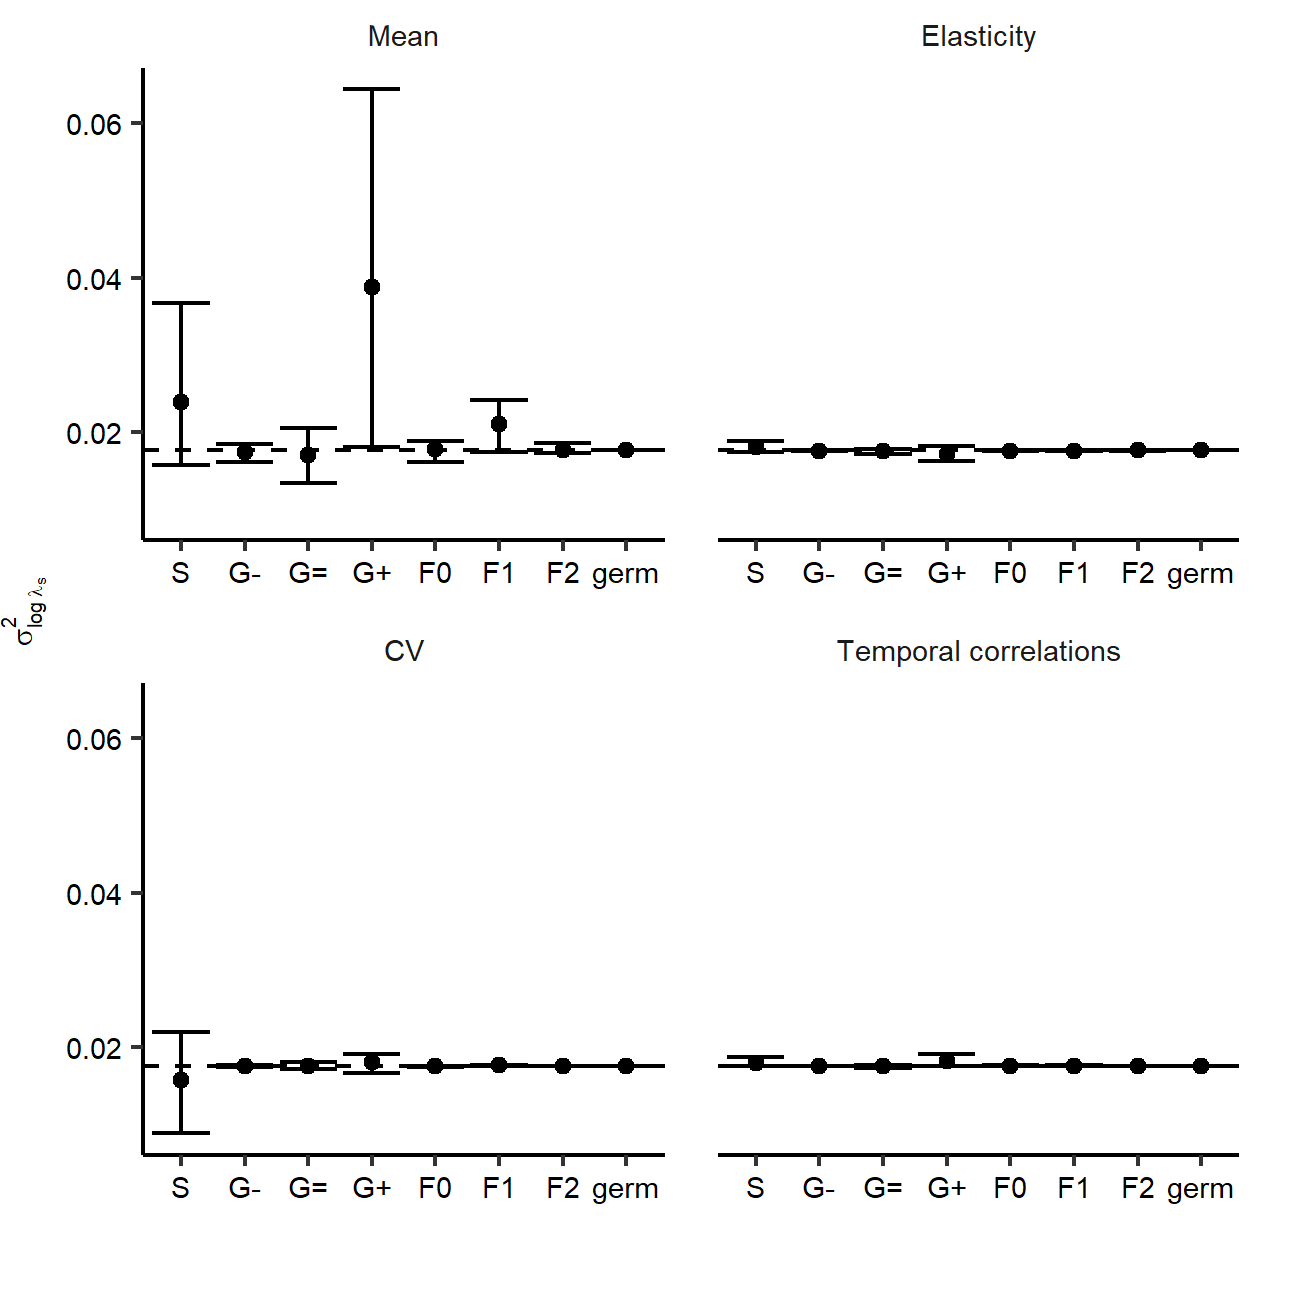 Mean
Elasticity
0.06
0.04
0.02
S G- G= G+ F0 F1 F2 germ
S G- G= G+ F0 F1 F2 germ
σ²log λs
CV
Temporal correlations
0.06
0.04
0.02
S G- G= G+ F0 F1 F2 germ
S G- G= G+ F0 F1 F2 germ